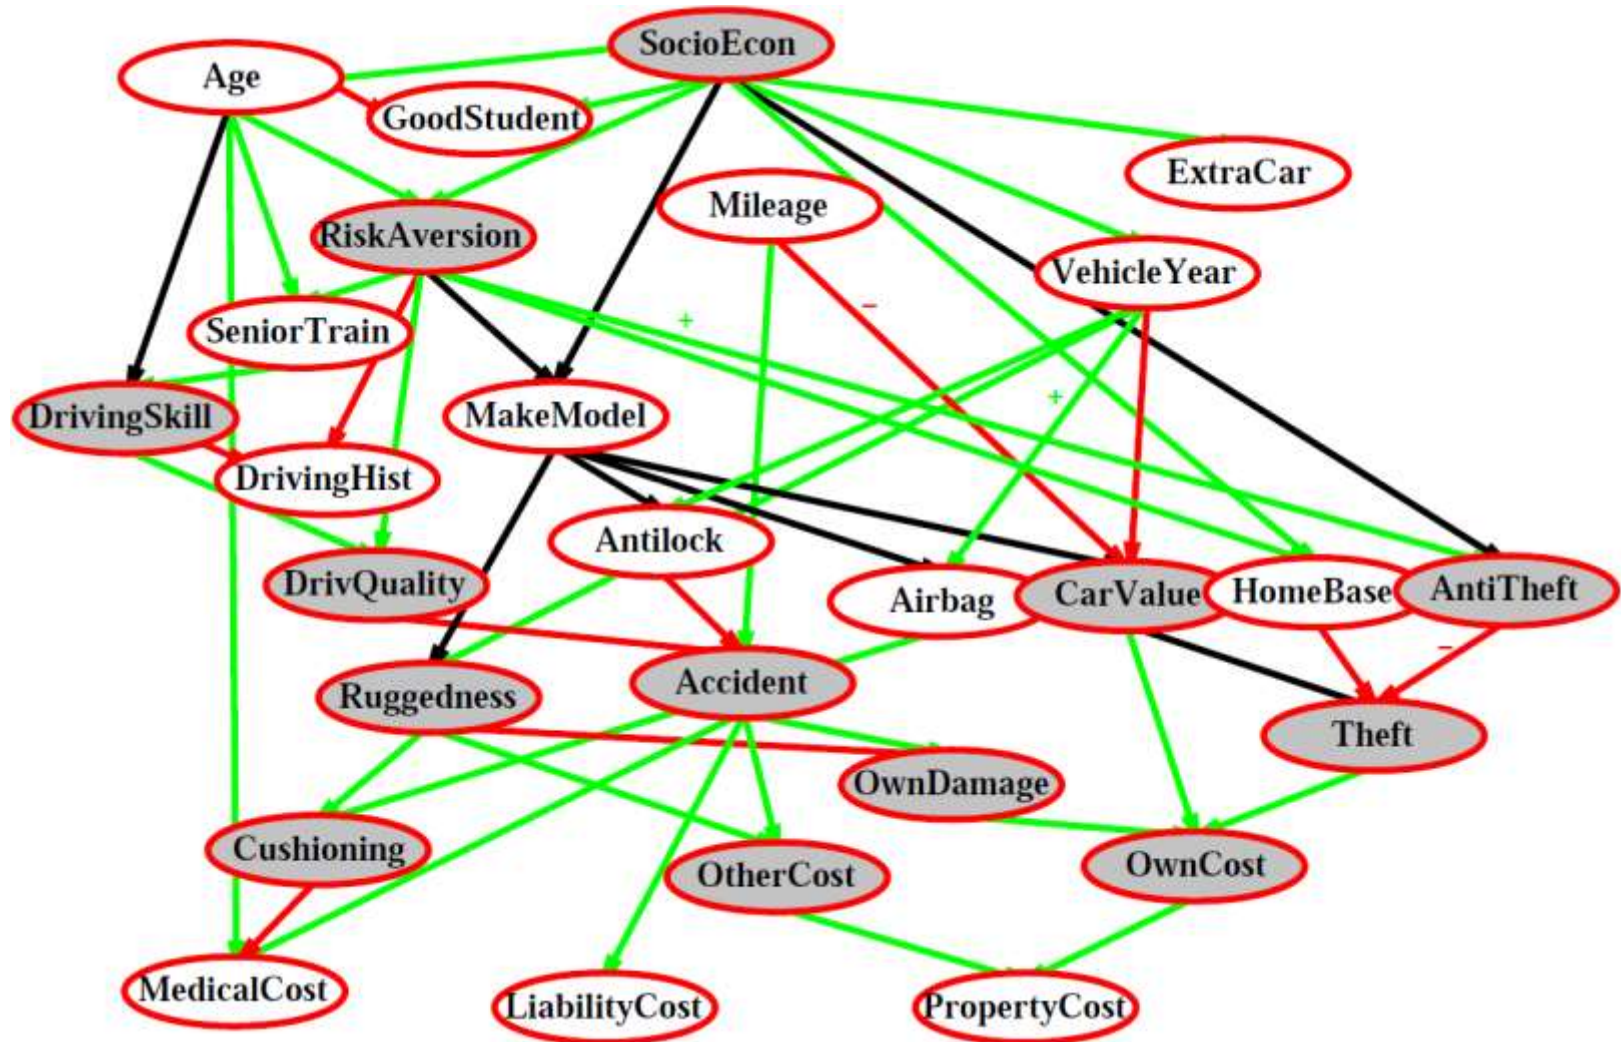 SocioEcon
Age
GoodStudent
ExtraCar
Mileage
RiskAversion
VehicleYear
−
+
SeniorTrain
+
DrivingSkill
MakeModel
DrivingHist
Antilock
DrivQuality
Airbag
CarValue
HomeBase
AntiTheft
−
Accident
Ruggedness
Theft
OwnDamage
Cushioning
OtherCost
OwnCost
MedicalCost
LiabilityCost
PropertyCost